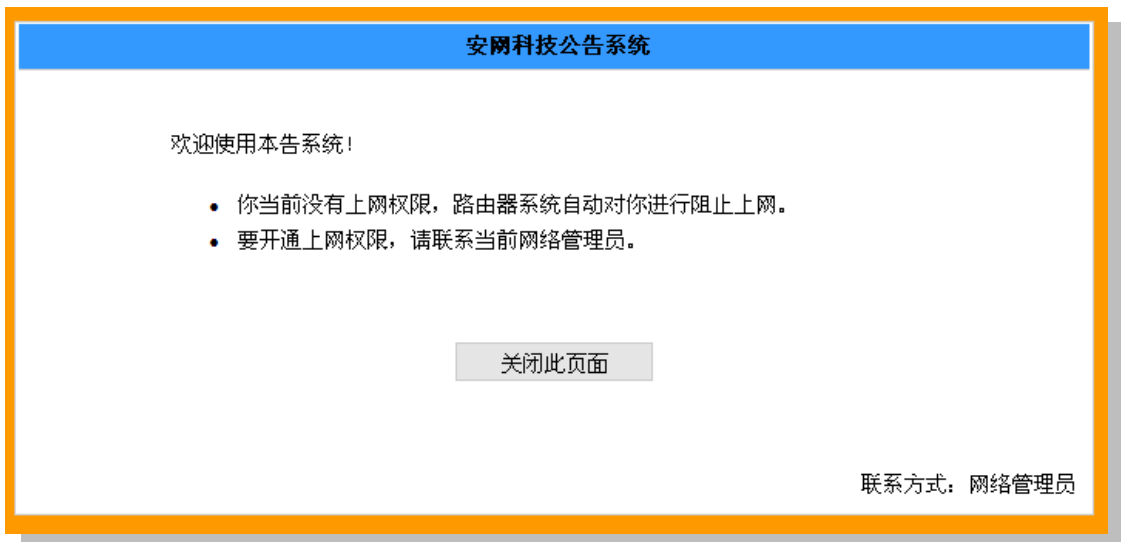 安网科技公告系统
欢迎使用本告系统!
你当前没有上网权限，路由器系统自动对你进行阻止上网。
要开通上网权限，请联系当前网络管理员。
关闭此页面
联系方式：网络管理员